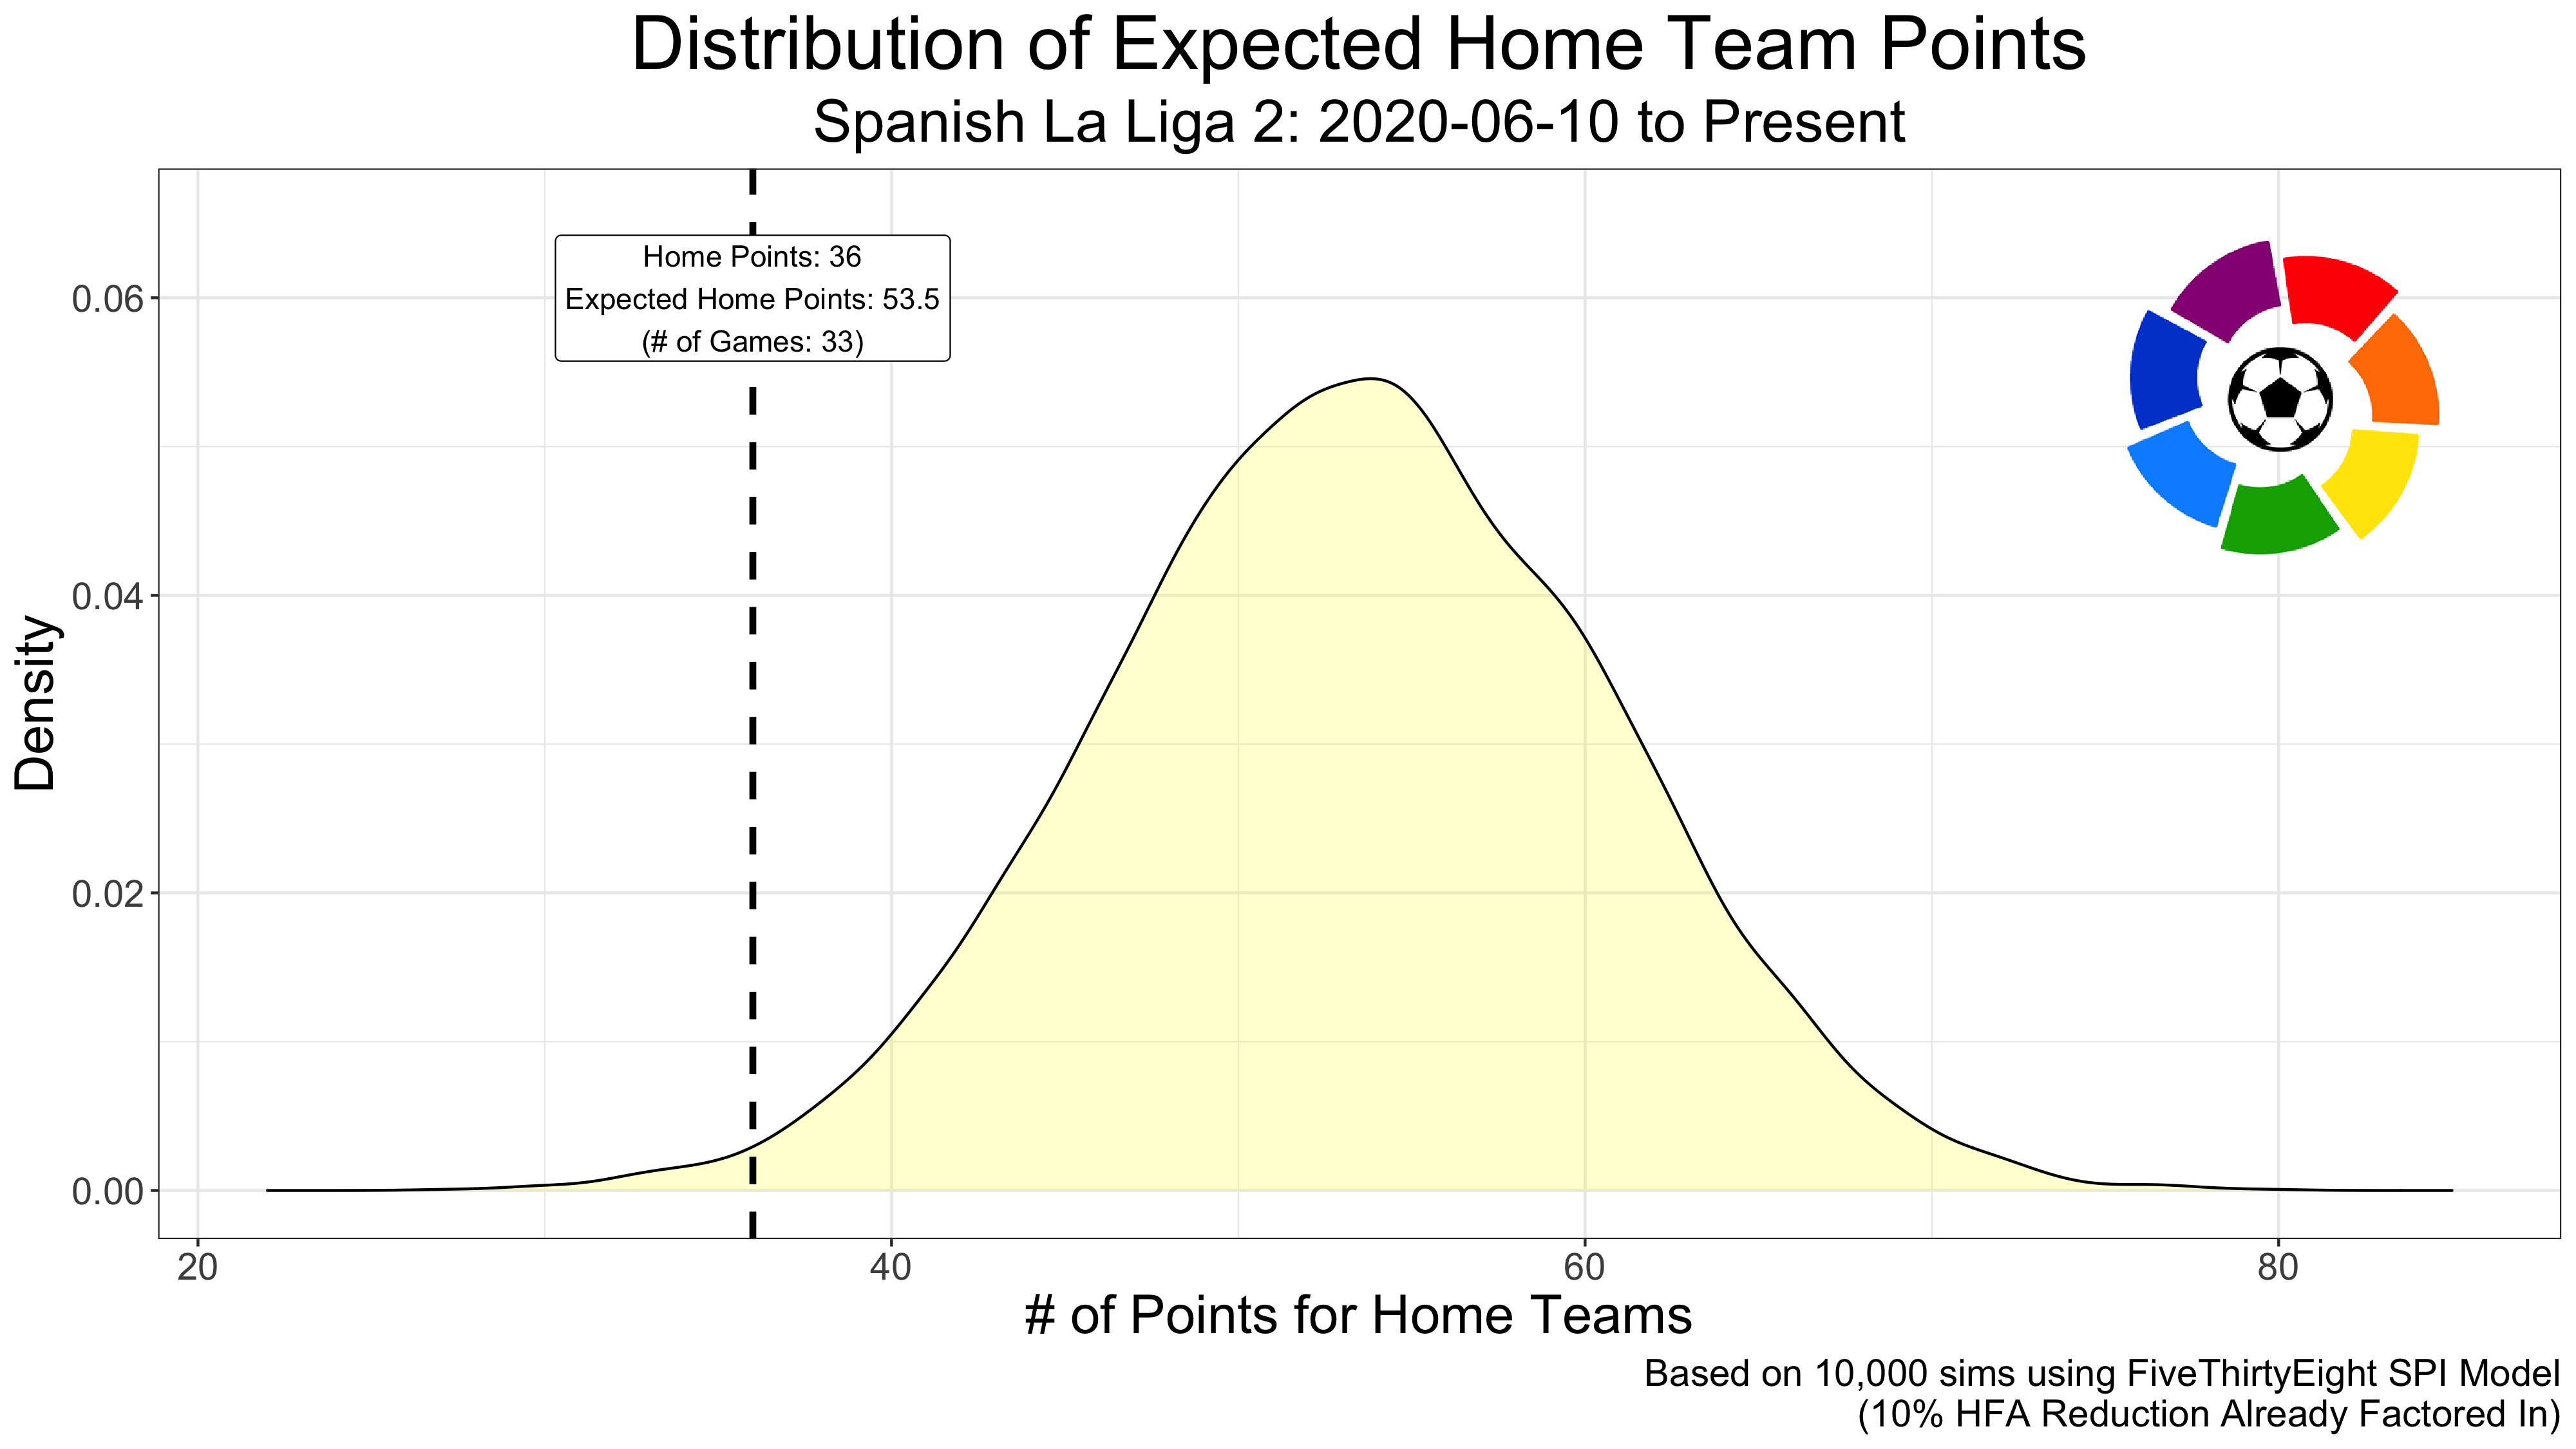 Distribution of Expected Home Team Points
Spanish La Liga 2: 2020-06-10 to Present
Home Points: 36
Expected Home Points: 53.5
(# of Games: 33)
0.06
0.04
0.02
0.00
Density
20 40 60 80
# of Points for Home Teams
Based on 10,000 sims using FiveThirtyEight SPI Model
(10% HFA Reduction Already Factored In)